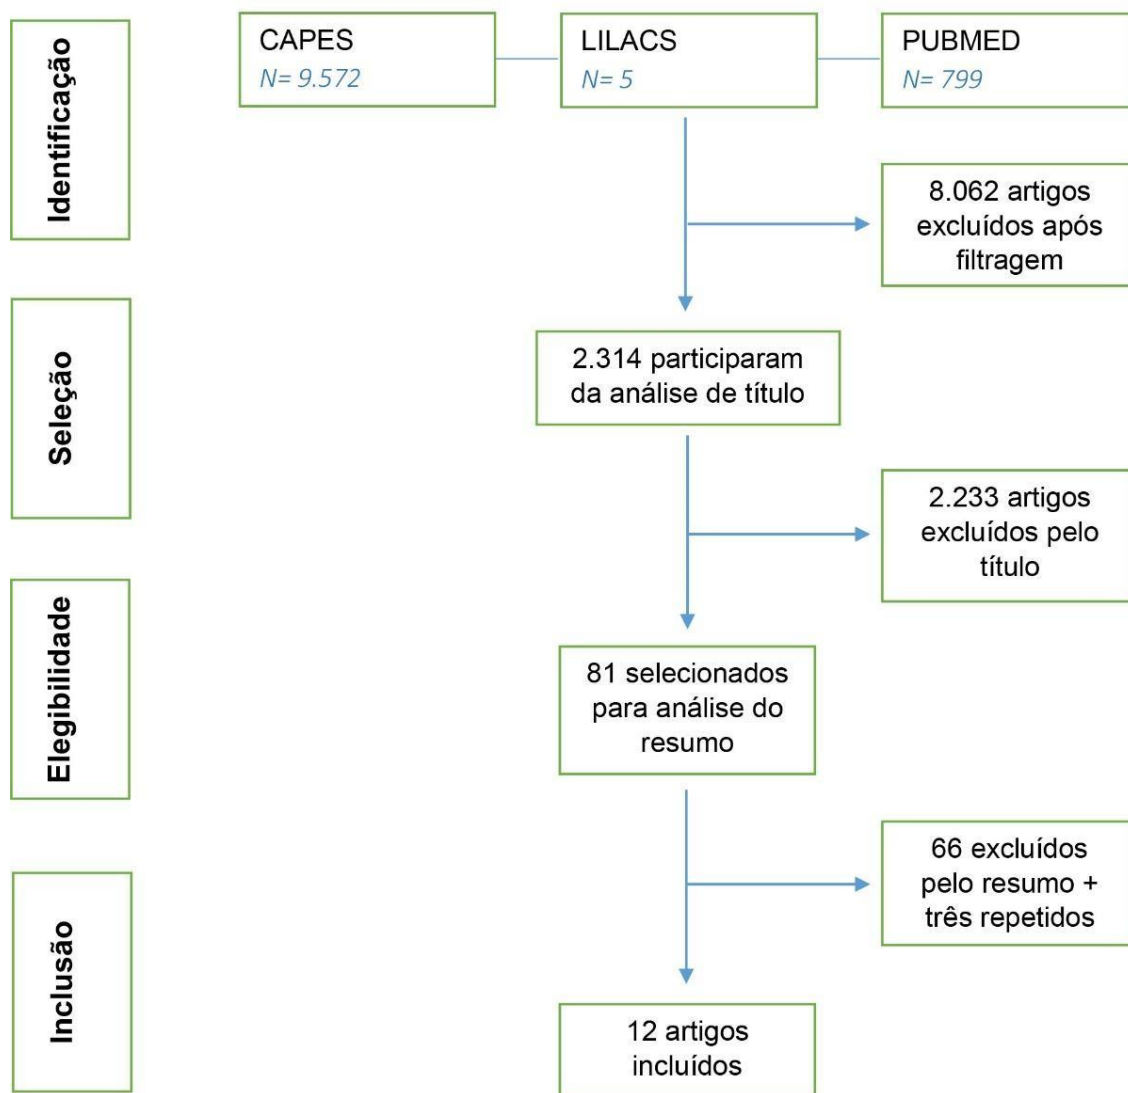 Identificação
CAPES
N= 9.572
LILACS
N= 5
PUBMED
N= 799
8.062 artigos
excluídos após
filtragem
Seleção
2.314 participaram
da análise de título
2.233 artigos
excluídos pelo
título
Elegibilidade
81 selecionados
para análise do
resumo
66 excluídos
pelo resumo +
três repetidos
Inclusão
12 artigos
incluídos